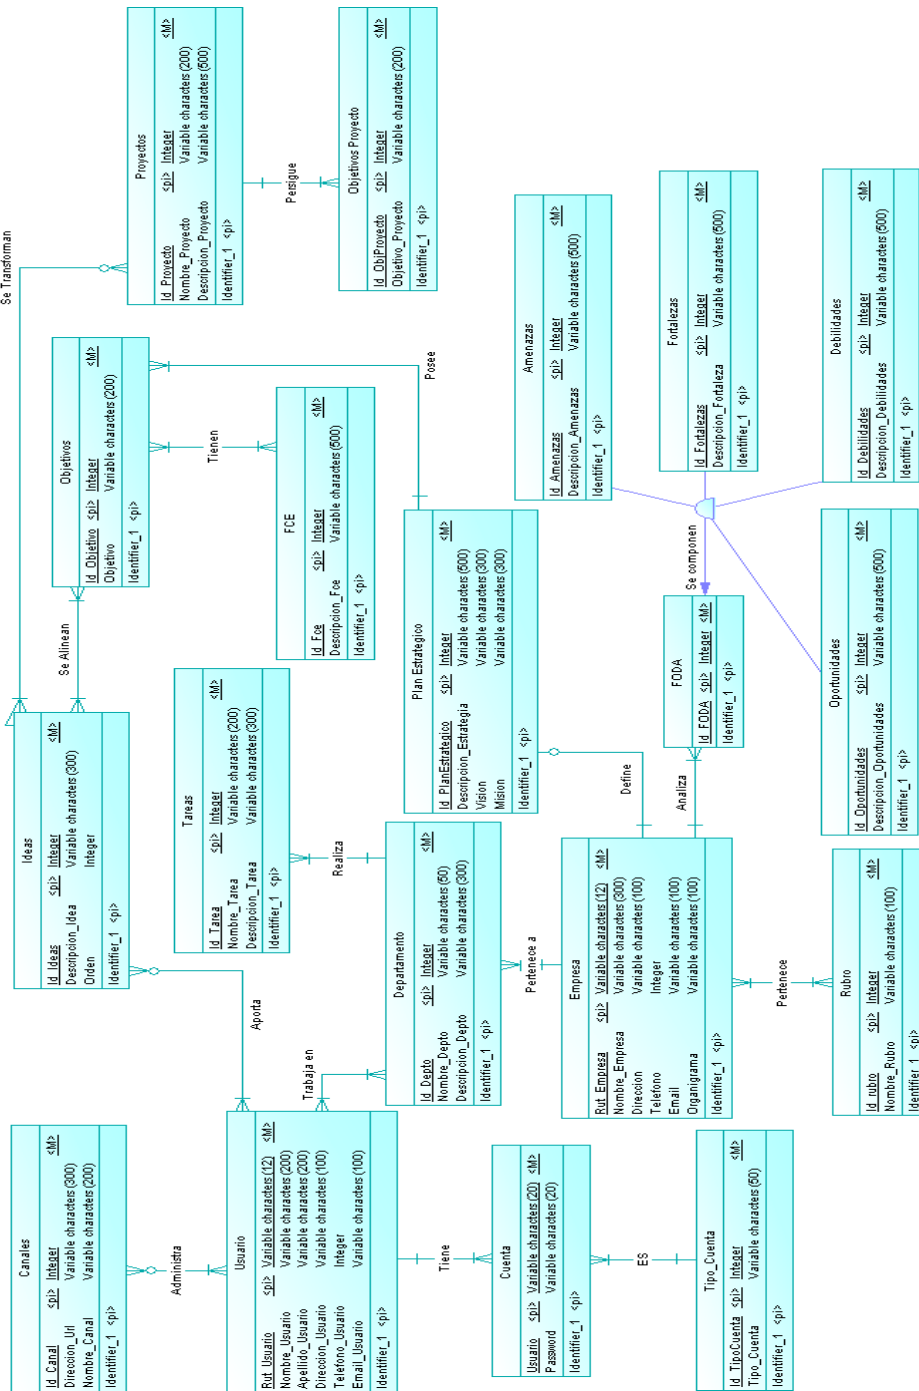 Se Transforman
Proyectos
Id_Proyecto <pi> Integer <M>
Nombre_Proyecto Variable characters (200)
Descripcion_Proyecto Variable characters (500)
Identifier_1 <pi>
Persigue
Objetivos Proyecto
Id_ObjProyecto <pi> Integer <M>
Objetivo_Proyecto Variable characters (200)
Identifier_1 <pi>
Objetivos
Id_Objetivo <pi> Integer <M>
Objetivo Variable characters (200)
Identifier_1 <pi>
Tienen
Posee
FCE
Id_Fce <pi> Integer <M>
Descripcion_Fce Variable characters (500)
Identifier_1 <pi>
Se Alinean
Ideas
Id_Ideas <pi> Integer <M>
Descripcion_Idea Variable characters (300)
Orden Integer
Identifier_1 <pi>
Tareas
Id_Tarea <pi> Integer <M>
Nombre_Tarea Variable characters (200)
Descripcion_Tarea Variable characters (300)
Identifier_1 <pi>
Realiza
Plan Estrategico
Id_PlanEstrategico <pi> Integer <M>
Descripcion_Estrategia Variable characters (500)
Vision Variable characters (300)
Mision Variable characters (300)
Identifier_1 <pi>
Amenazas
Id_Amenazas <pi> Integer <M>
Descripcion_Amenazas Variable characters (500)
Identifier_1 <pi>
Fortalezas
Id_Fortalezas <pi> Integer <M>
Descripcion_Fortaleza Variable characters (500)
Identifier_1 <pi>
Debilidades
Id_Debilidades <pi> Integer <M>
Descripcion_Debilidades Variable characters (500)
Identifier_1 <pi>
Se componen
FODA
Id_FODA <pi> Integer <M>
Identifier_1 <pi>
Oportunidades
Id_Oportunidades <pi> Integer <M>
Descripcion_Oportunidades Variable characters (500)
Identifier_1 <pi>
Define
Analiza
Aporta
Departamento
Id_Depto <pi> Integer <M>
Nombre_Depto Variable characters (50)
Descripcion_Depto Variable characters (300)
Identifier_1 <pi>
Pertenece a
Trabaja en
Empresa
Rut_Empresa <pi> Variable characters (12) <M>
Nombre_Empresa Variable characters (300)
Direccion Variable characters (100)
Telefono Integer
Email Variable characters (100)
Organigrama Variable characters (100)
Identifier_1 <pi>
Pertenece
Rubro
Id_rubro <pi> Integer <M>
Nombre_Rubro Variable characters (100)
Identifier_1 <pi>
Canales
Id_Canal <pi> Integer <M>
Direccion_Url Variable characters (300)
Nombre_Canal Variable characters (200)
Identifier_1 <pi>
Administra
Usuario
Rut_Usuario <pi> Variable characters (12) <M>
Nombre_Usuario Variable characters (200)
Apellido_Usuario Variable characters (200)
Direccion_Usuario Variable characters (100)
Telefono_Usuario Integer
Email_Usuario Variable characters (100)
Identifier_1 <pi>
Tiene
Cuenta
Usuario <pi> Variable characters (20) <M>
Password Variable characters (20)
Identifier_1 <pi>
ES
Tipo_Cuenta
Id_TipoCuenta <pi> Integer <M>
Tipo_Cuenta Variable characters (50)
Identifier_1 <pi>